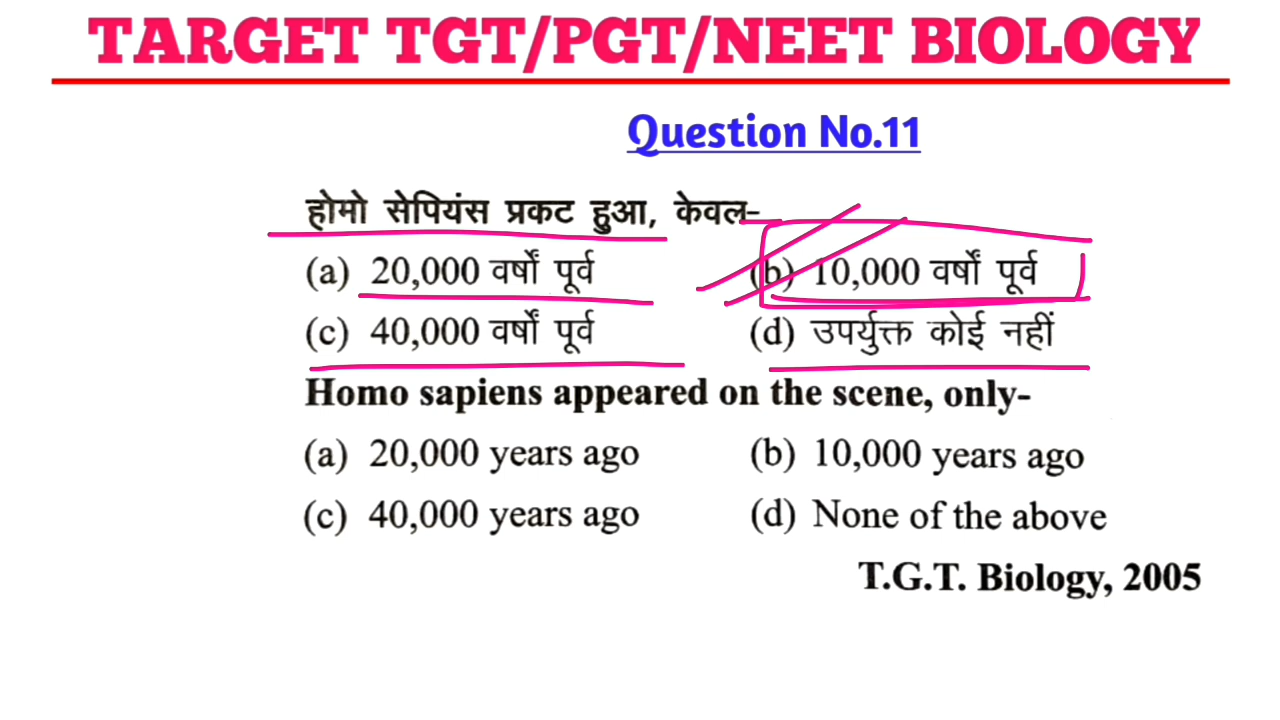 TARGET TGT/PGT/NEET BIOLOGY
Question No.11
होमो सेपियंस प्रकट हुआ, केवल-
(a) 20,000 वर्षों पूर्व (b) 10,000 वर्षों पूर्व
(c) 40,000 वर्षों पूर्व (d) उपर्युक्त कोई नहीं
Homo sapiens appeared on the scene, only-
(a) 20,000 years ago (b) 10,000 years ago
(c) 40,000 years ago (d) None of the above
T.G.T. Biology, 2005